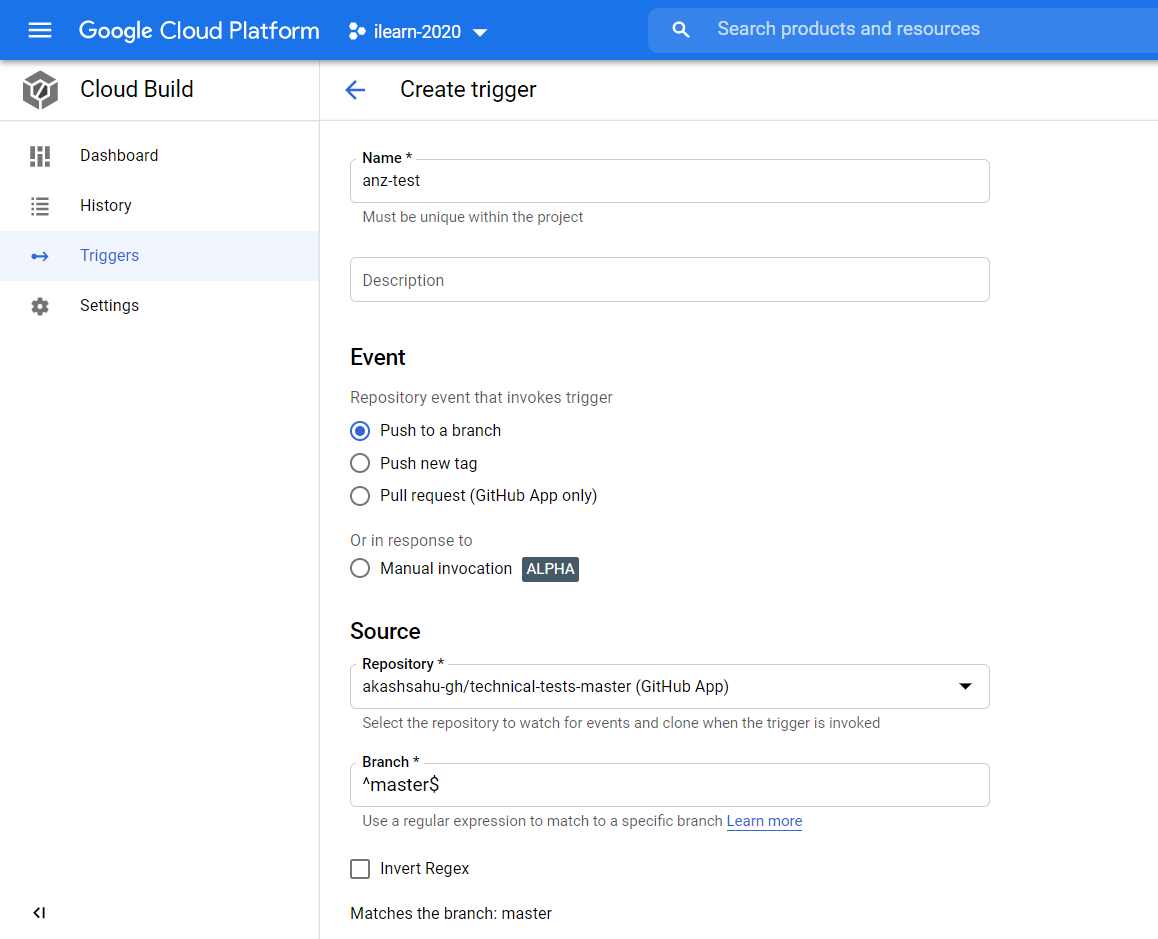 Google Cloud Platform
ilearn-2020
Search products and resources
Cloud Build
Create trigger
Dashboard
History
Triggers
Settings
Name *
anz-test
Must be unique within the project
Description
Event
Repository event that invokes trigger
Push to a branch
Push new tag
Pull request (GitHub App only)
Or in response to
Manual invocation ALPHA
Source
Repository *
akashsahu-gh/technical-tests-master (GitHub App)
Select the repository to watch for events and clone when the trigger is invoked
Branch *
^master$
Use a regular expression to match to a specific branch Learn more
Invert Regex
Matches the branch: master